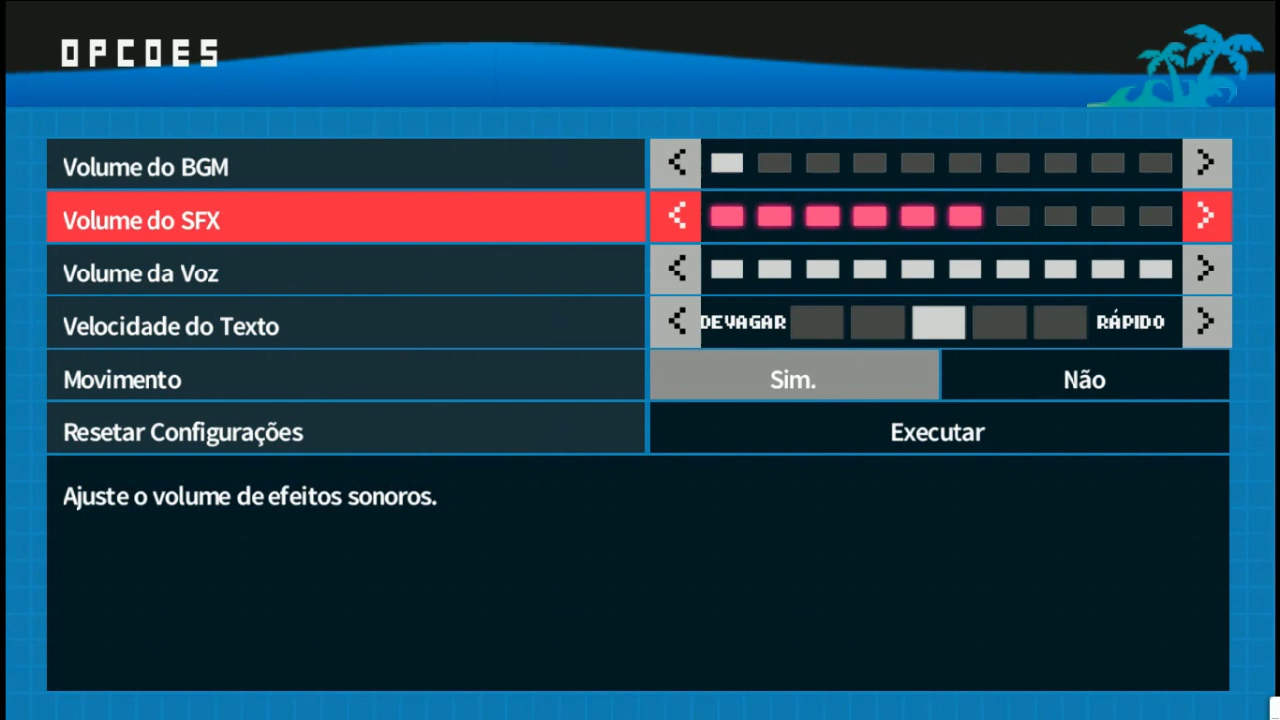 OPCOES
Volume do BGM
Volume do SFX
Volume da Voz
Velocidade do Texto DEVAGAR RÁPIDO
Movimento Sim. Não
Resetar Configurações Executar
Ajuste o volume de efeitos sonoros.